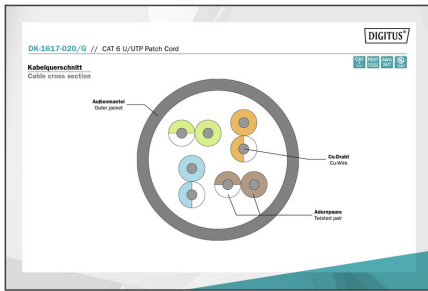 DIGITUS®
DK-1617-020/G // CAT 6 U/UTP Patch Cord
Kabelquerschnitt
Cable cross section
Außenmantel
Outer jacket
Cu-Draht
Cu-Wire
Adernpaare
Twisted pair